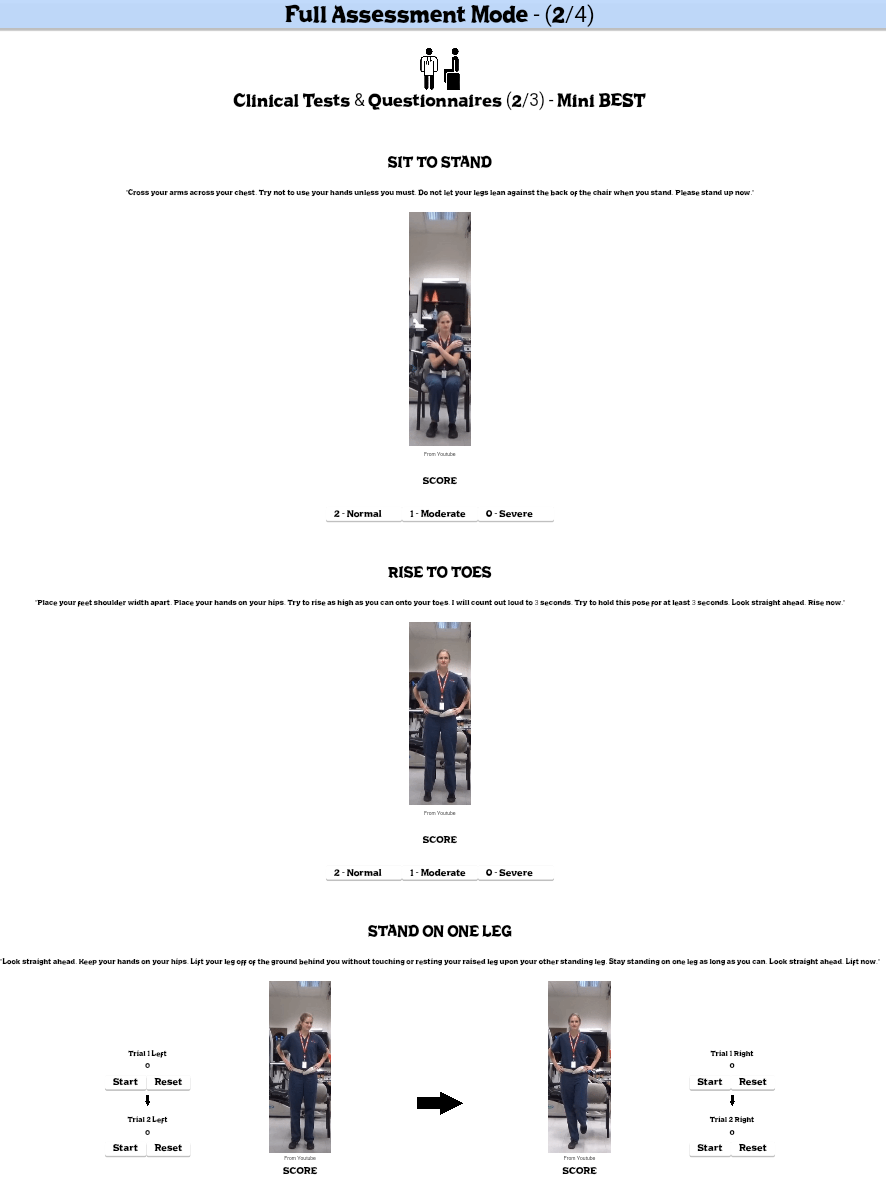 Full Assessment Mode - (2/4)
Clinical Tests & Questionnaires (2/3) - Mini BEST
SIT TO STAND
"Cross your arms across your chest. Try not to use your hands unless you must. Do not let your legs lean against the back of the chair when you stand. Please stand up now."
From Youtube
SCORE
2 - Normal 1 - Moderate 0 - Severe
RISE TO TOES
"Place your feet shoulder width apart. Place your hands on your hips. Try to rise as high as you can onto your toes. I will count out loud to 3 seconds. Try to hold this pose for at least 3 seconds. Look straight ahead. Rise now."
From Youtube
SCORE
2 - Normal 1 - Moderate 0 - Severe
STAND ON ONE LEG
"Look straight ahead. Keep your hands on your hips. Lift your leg off of the ground behind you without touching or resting your raised leg upon your other standing leg. Stay standing on one leg as long as you can. Look straight ahead. Lift now."
Trial 1 Left
0
Start Reset
Trial 2 Left
0
Start Reset
From Youtube
SCORE
From Youtube
SCORE
Trial 1 Right
0
Start Reset
Trial 2 Right
0
Start Reset